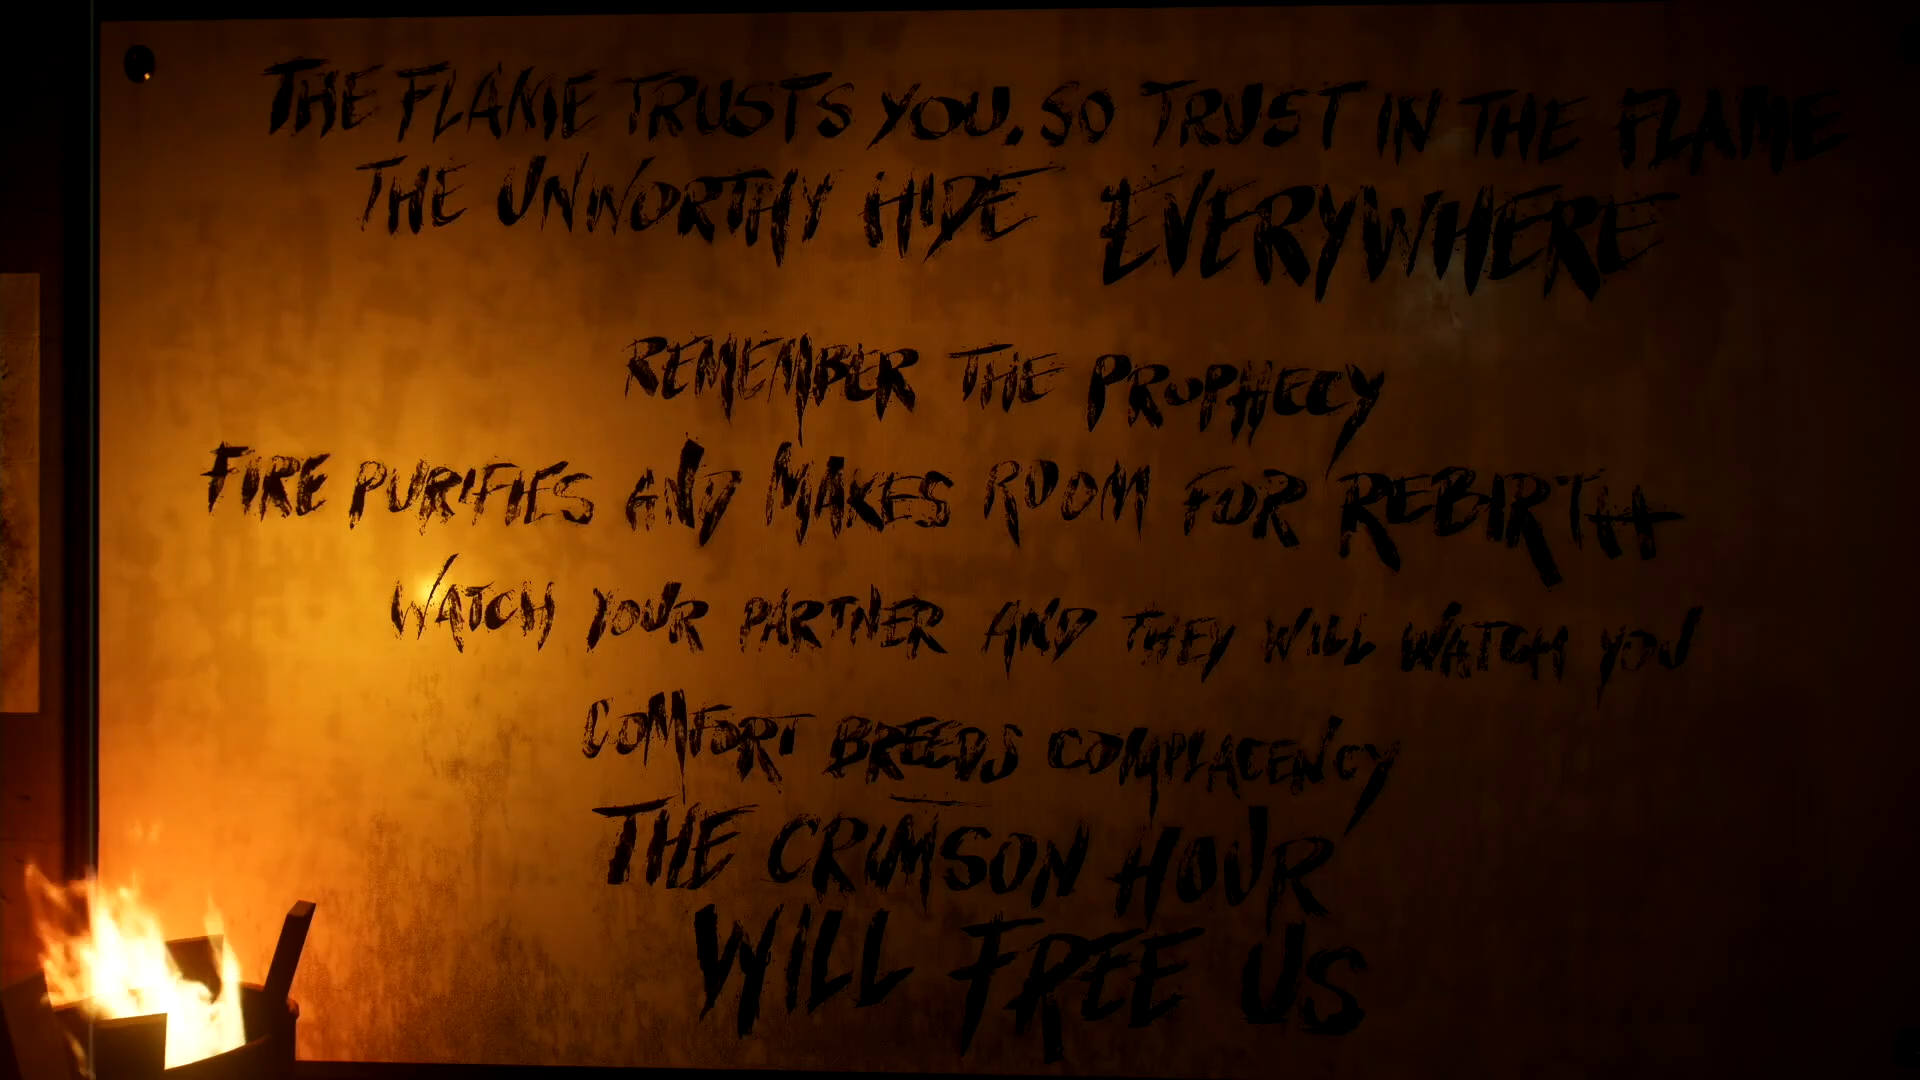 THE FLAME TRUSTS YOU, SO TRUST IN THE FLAME
THE UNWORTHY HIDE EVERYWHERE
REMEMBER THE PROPHECY
FIRE PURIFIES AND MAKES ROOM FOR REBIRTH
WATCH YOUR PARTNER AND THEY WILL WATCH YOU
COMFORT BREEDS COMPLACENCY
THE CRIMSON HOUR
WILL FREE US